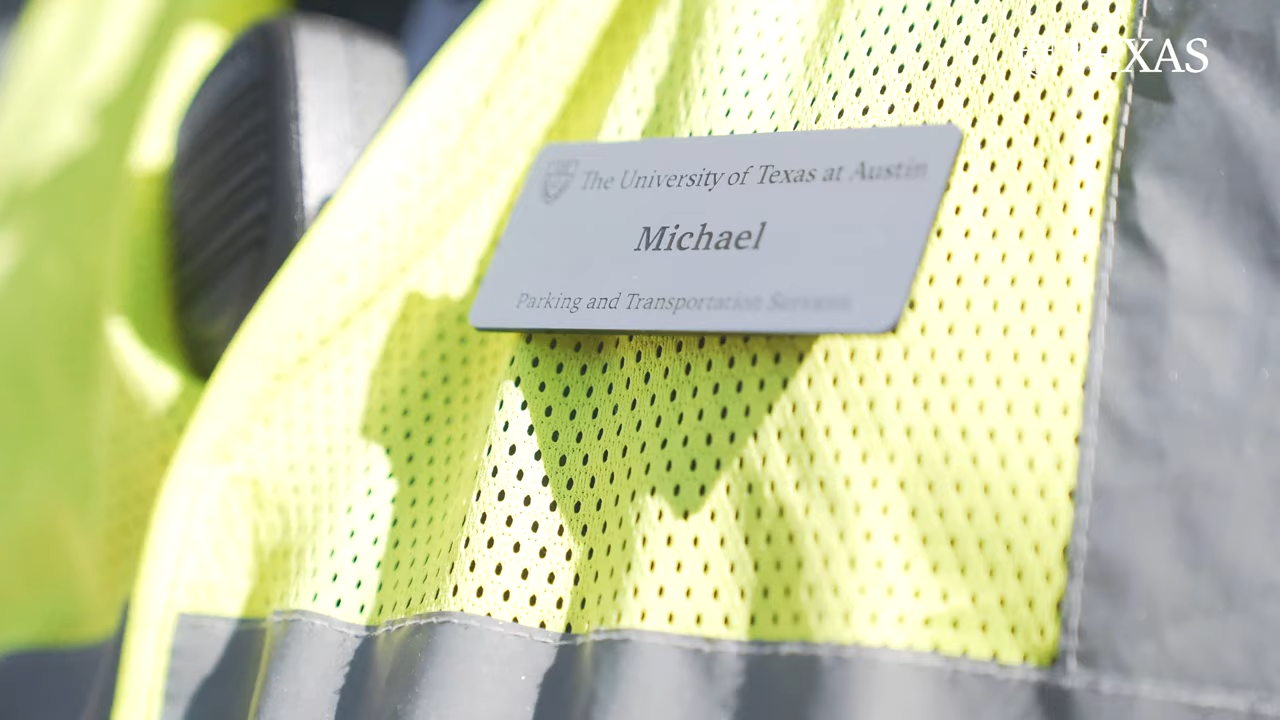 TEXAS
The University of Texas at Austin
Michael
Parking and Transportation Services